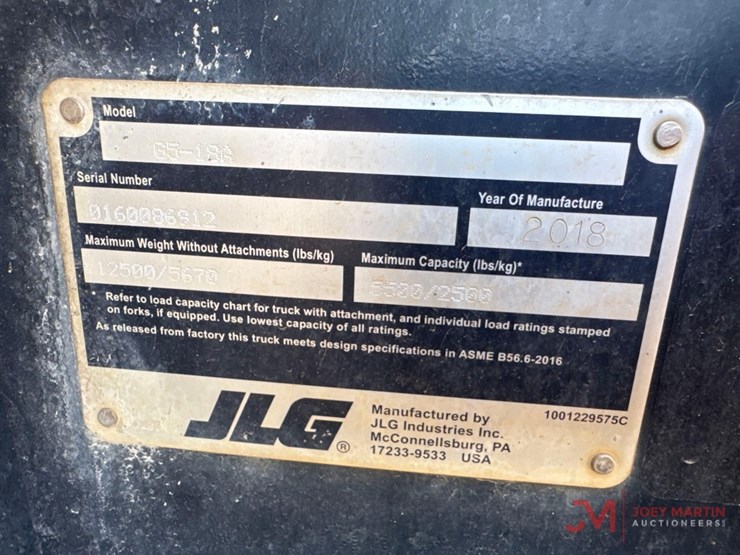 Model
G5-18A
Serial Number
0160086912
Year Of Manufacture
2018
Maximum Weight Without Attachments (lbs/kg)
12500/5670
Maximum Capacity (lbs/kg)*
5500/2500
* Refer to load capacity chart for truck with attachment, and individual load ratings stamped
on forks, if equipped. Use lowest capacity of all ratings.
As released from factory this truck meets design specifications in ASME B56.6-2016
JLG®
Manufactured by
JLG Industries Inc.
McConnellsburg, PA
17233-9533 USA
1001229575C
JM JOEY MARTIN
AUCTIONEERS